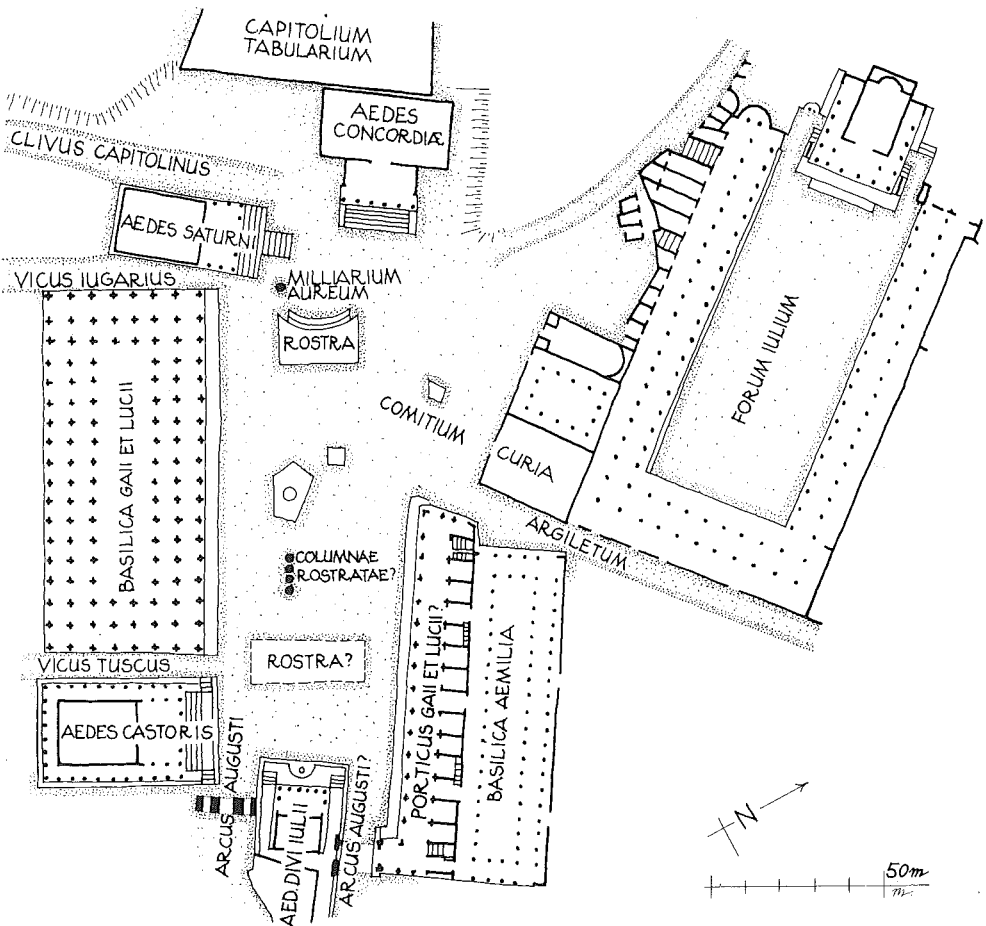 CAPITOLIUM
TABULARIUM
AEDES
CONCORDIÆ
CLIVUS CAPITOLINUS
AEDES SATURNI
VICUS IUGARIUS
MILLIARIUM
AUREUM
ROSTRA
FORUM IULIUM
COMITIUM
BASILICA GAII ET LUCII
CURIA
ARGILETUM
COLUMNAE
ROSTRATAE?
PORTICUS GAII ET LUCII?
BASILICA AEMILIA
ROSTRA?
VICUS TUSCUS
AEDES CASTORIS
ARCUS AUGUSTI
AED. DIVI IULII
ARCUS AUGUSTI?
N
50m
m.